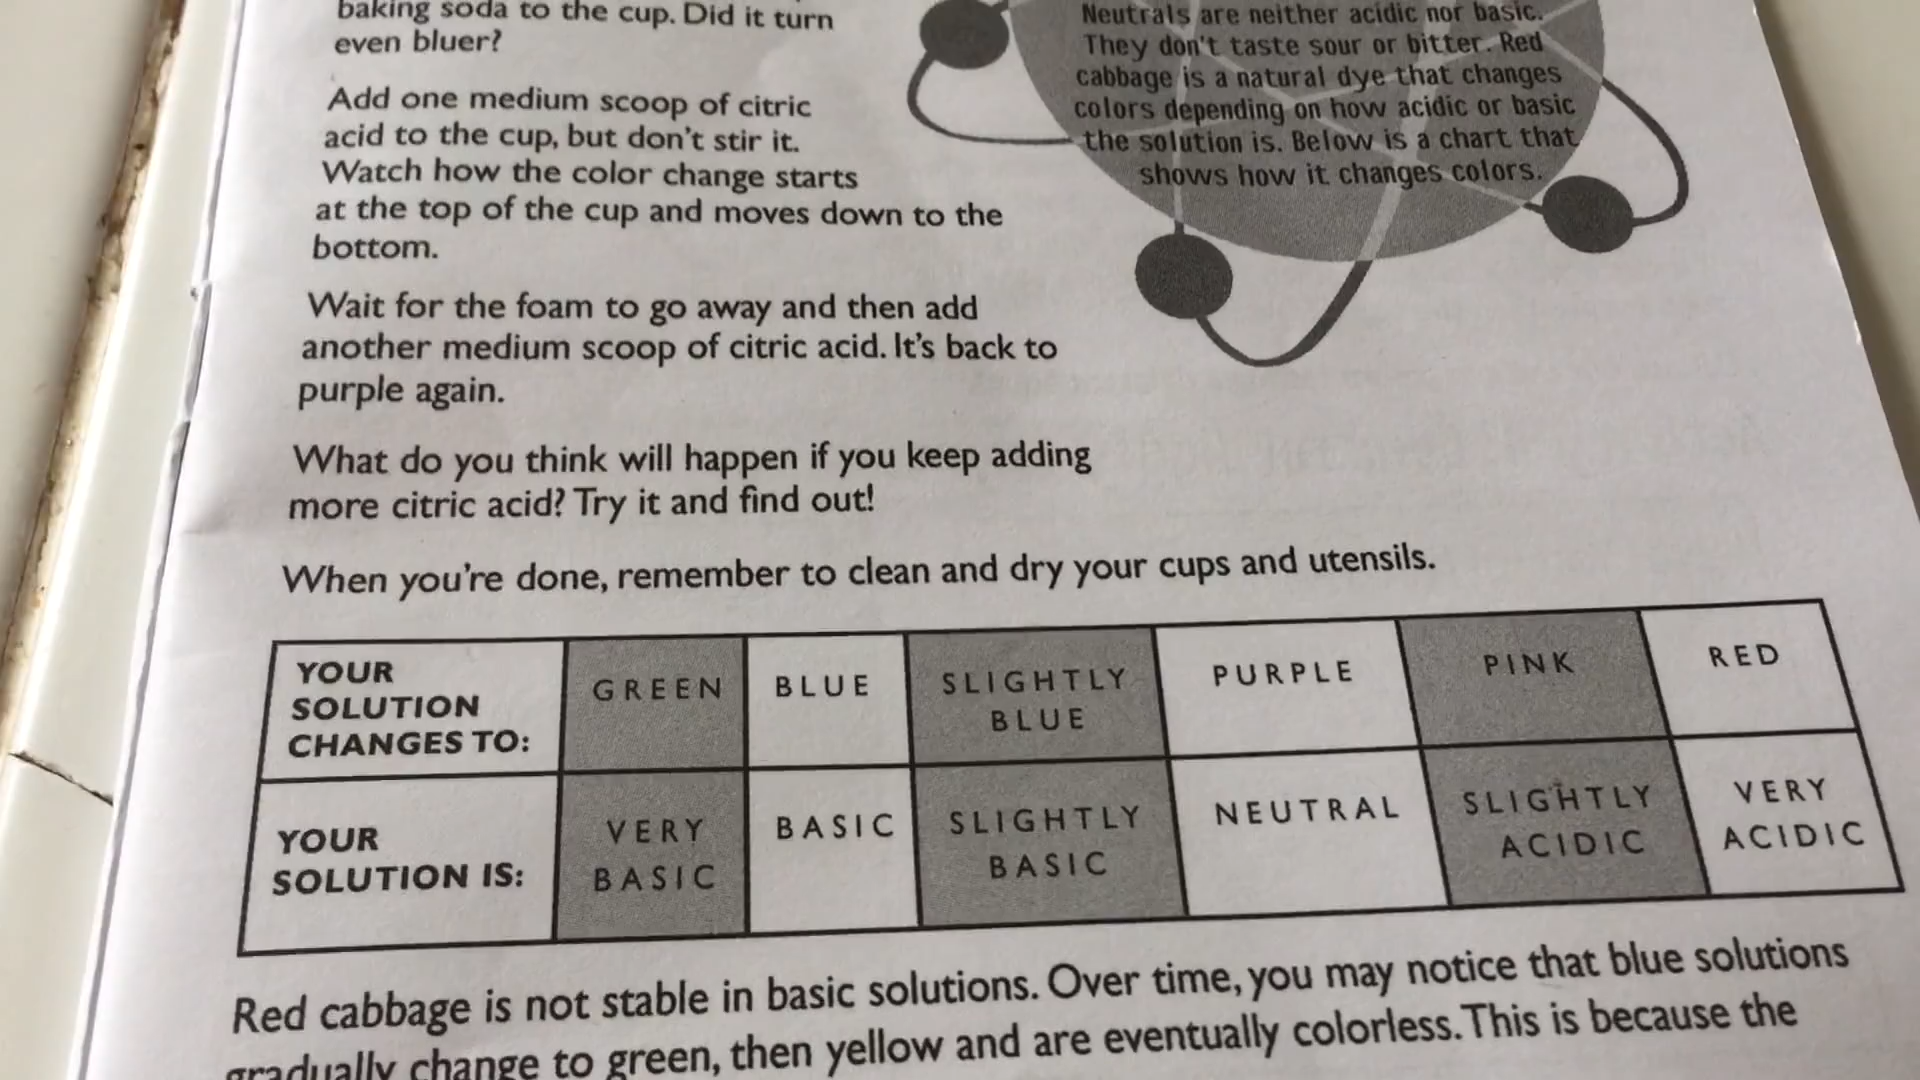 baking soda to the cup. Did it turn
even bluer?
Add one medium scoop of citric
acid to the cup, but don't stir it.
Watch how the color change starts
at the top of the cup and moves down to the
bottom.
Wait for the foam to go away and then add
another medium scoop of citric acid. It's back to
purple again.
What do you think will happen if you keep adding
more citric acid? Try it and find out!
When you're done, remember to clean and dry your cups and utensils.
Neutrals are neither acidic nor basic.
They don't taste sour or bitter. Red
cabbage is a natural dye that changes
colors depending on how acidic or basic
the solution is. Below is a chart that
shows how it changes colors.
YOUR
SOLUTION
CHANGES TO:
GREEN
BLUE
SLIGHTLY
BLUE
PURPLE
PINK
RED
YOUR
SOLUTION IS:
VERY
BASIC
BASIC
SLIGHTLY
BASIC
NEUTRAL
SLIGHTLY
ACIDIC
VERY
ACIDIC
Red cabbage is not stable in basic solutions. Over time, you may notice that blue solutions
gradually change to green, then yellow and are eventually colorless. This is because the